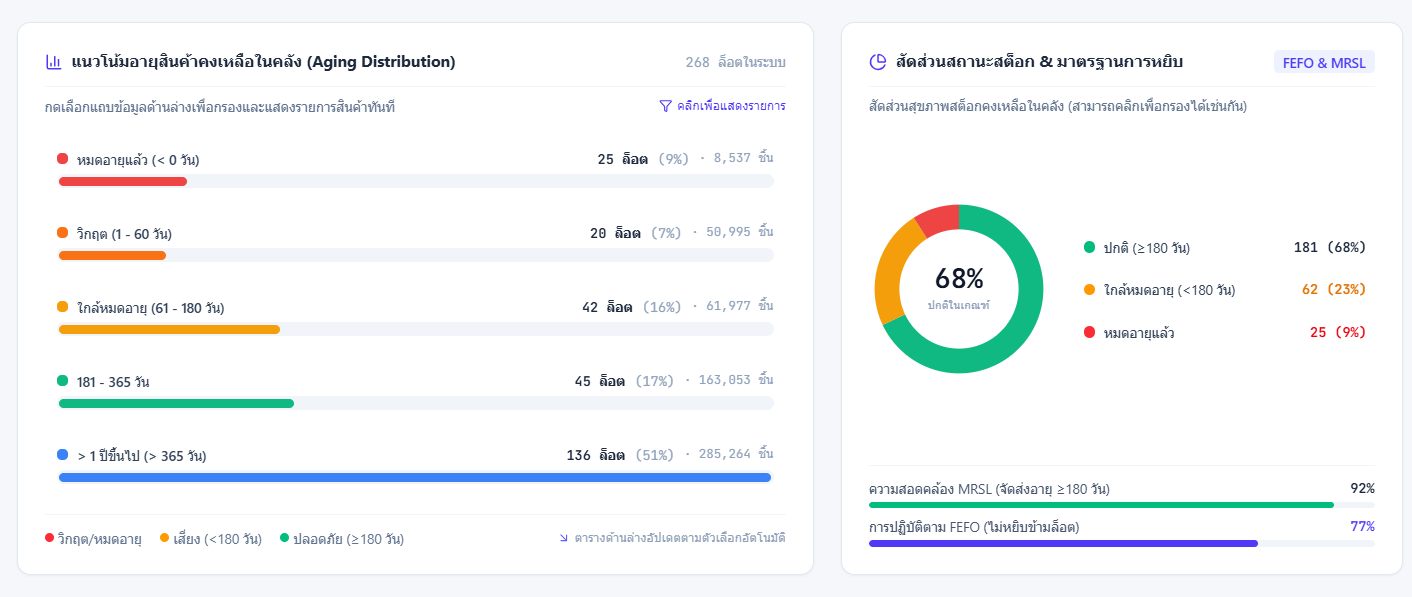 แนวโน้มอายุสินค้าคงเหลือในคลัง (Aging Distribution)
268 ล็อตในระบบ
กดเลือกแถบข้อมูลด้านล่างเพื่อกรองและแสดงรายการสินค้าทันที
คลิกเพื่อแสดงรายการ
หมดอายุแล้ว (< 0 วัน)
25 ล็อต (9%) · 8,537 ชิ้น
วิกฤต (1 - 60 วัน)
20 ล็อต (7%) · 50,995 ชิ้น
ใกล้หมดอายุ (61 - 180 วัน)
42 ล็อต (16%) · 61,977 ชิ้น
181 - 365 วัน
45 ล็อต (17%) · 163,053 ชิ้น
> 1 ปีขึ้นไป (> 365 วัน)
136 ล็อต (51%) · 285,264 ชิ้น
วิกฤต/หมดอายุ
เสี่ยง (<180 วัน)
ปลอดภัย (≥180 วัน)
ตารางด้านล่างอัปเดตตามตัวเลือกอัตโนมัติ
สัดส่วนสถานะสต็อก & มาตรฐานการหยิบ
FEFO & MRSL
สัดส่วนสุขภาพสต็อกคงเหลือในคลัง (สามารถคลิกเพื่อกรองได้เช่นกัน)
68%
ปกติในเกณฑ์
ปกติ (≥180 วัน)
181 (68%)
ใกล้หมดอายุ (<180 วัน)
62 (23%)
หมดอายุแล้ว
25 (9%)
ความสอดคล้อง MRSL (จัดส่งอายุ ≥180 วัน)
92%
การปฏิบัติตาม FEFO (ไม่หยิบข้ามล็อต)
77%